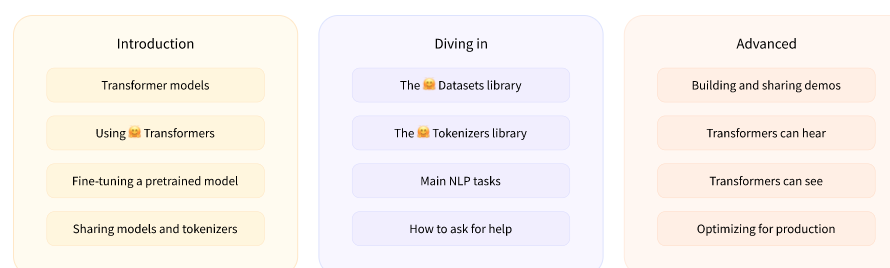 Introduction
Transformer models
Using 🤗 Transformers
Fine-tuning a pretrained model
Sharing models and tokenizers
Diving in
The 🤗 Datasets library
The 🤗 Tokenizers library
Main NLP tasks
How to ask for help
Advanced
Building and sharing demos
Transformers can hear
Transformers can see
Optimizing for production